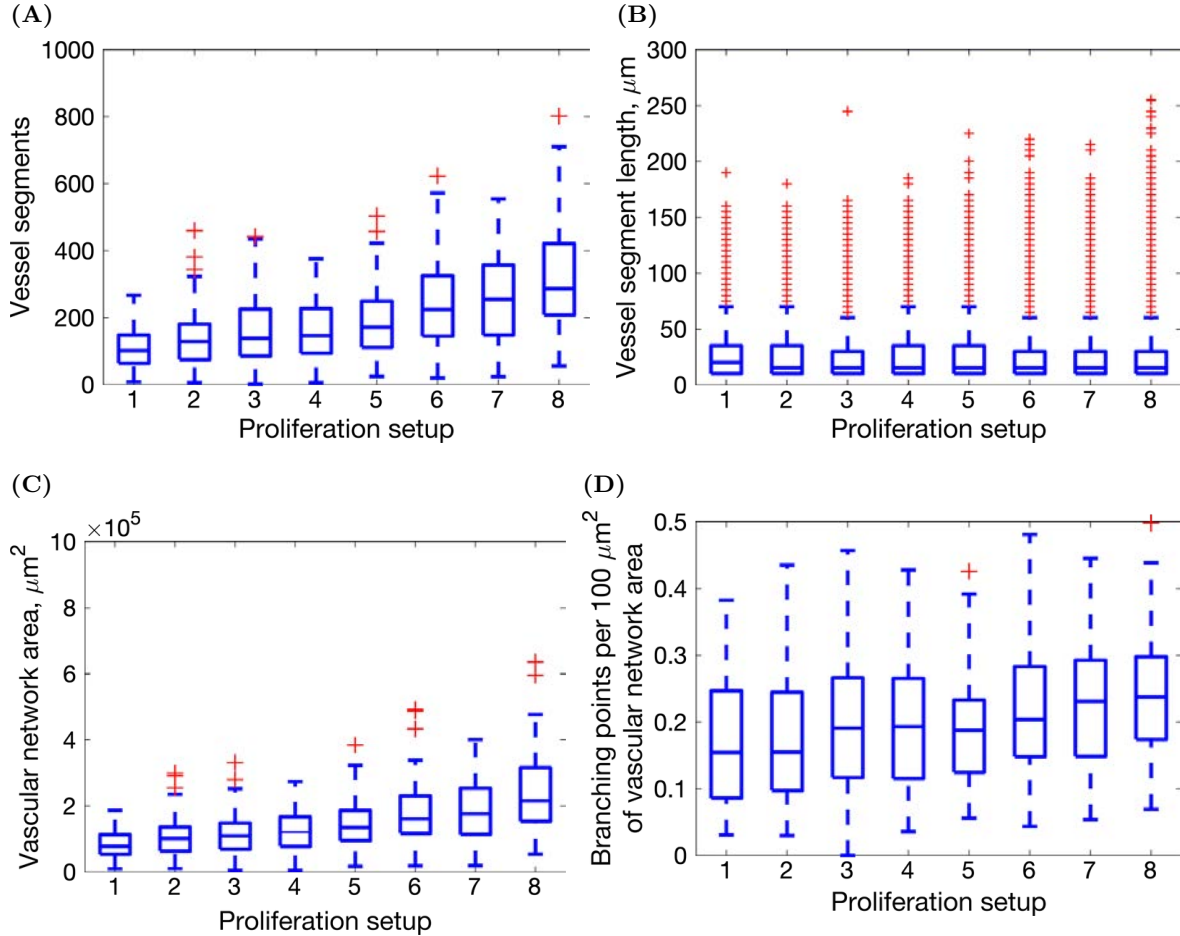 (A)
1000
800
600
400
200
0
Vessel segments
1 2 3 4 5 6 7 8
Proliferation setup
(B)
300
250
200
150
100
50
0
Vessel segment length, μm
1 2 3 4 5 6 7 8
Proliferation setup
(C)
×10⁵
10
8
6
4
2
0
Vascular network area, μm²
1 2 3 4 5 6 7 8
Proliferation setup
(D)
0.5
0.4
0.3
0.2
0.1
0
Branching points per 100 μm²
of vascular network area
1 2 3 4 5 6 7 8
Proliferation setup